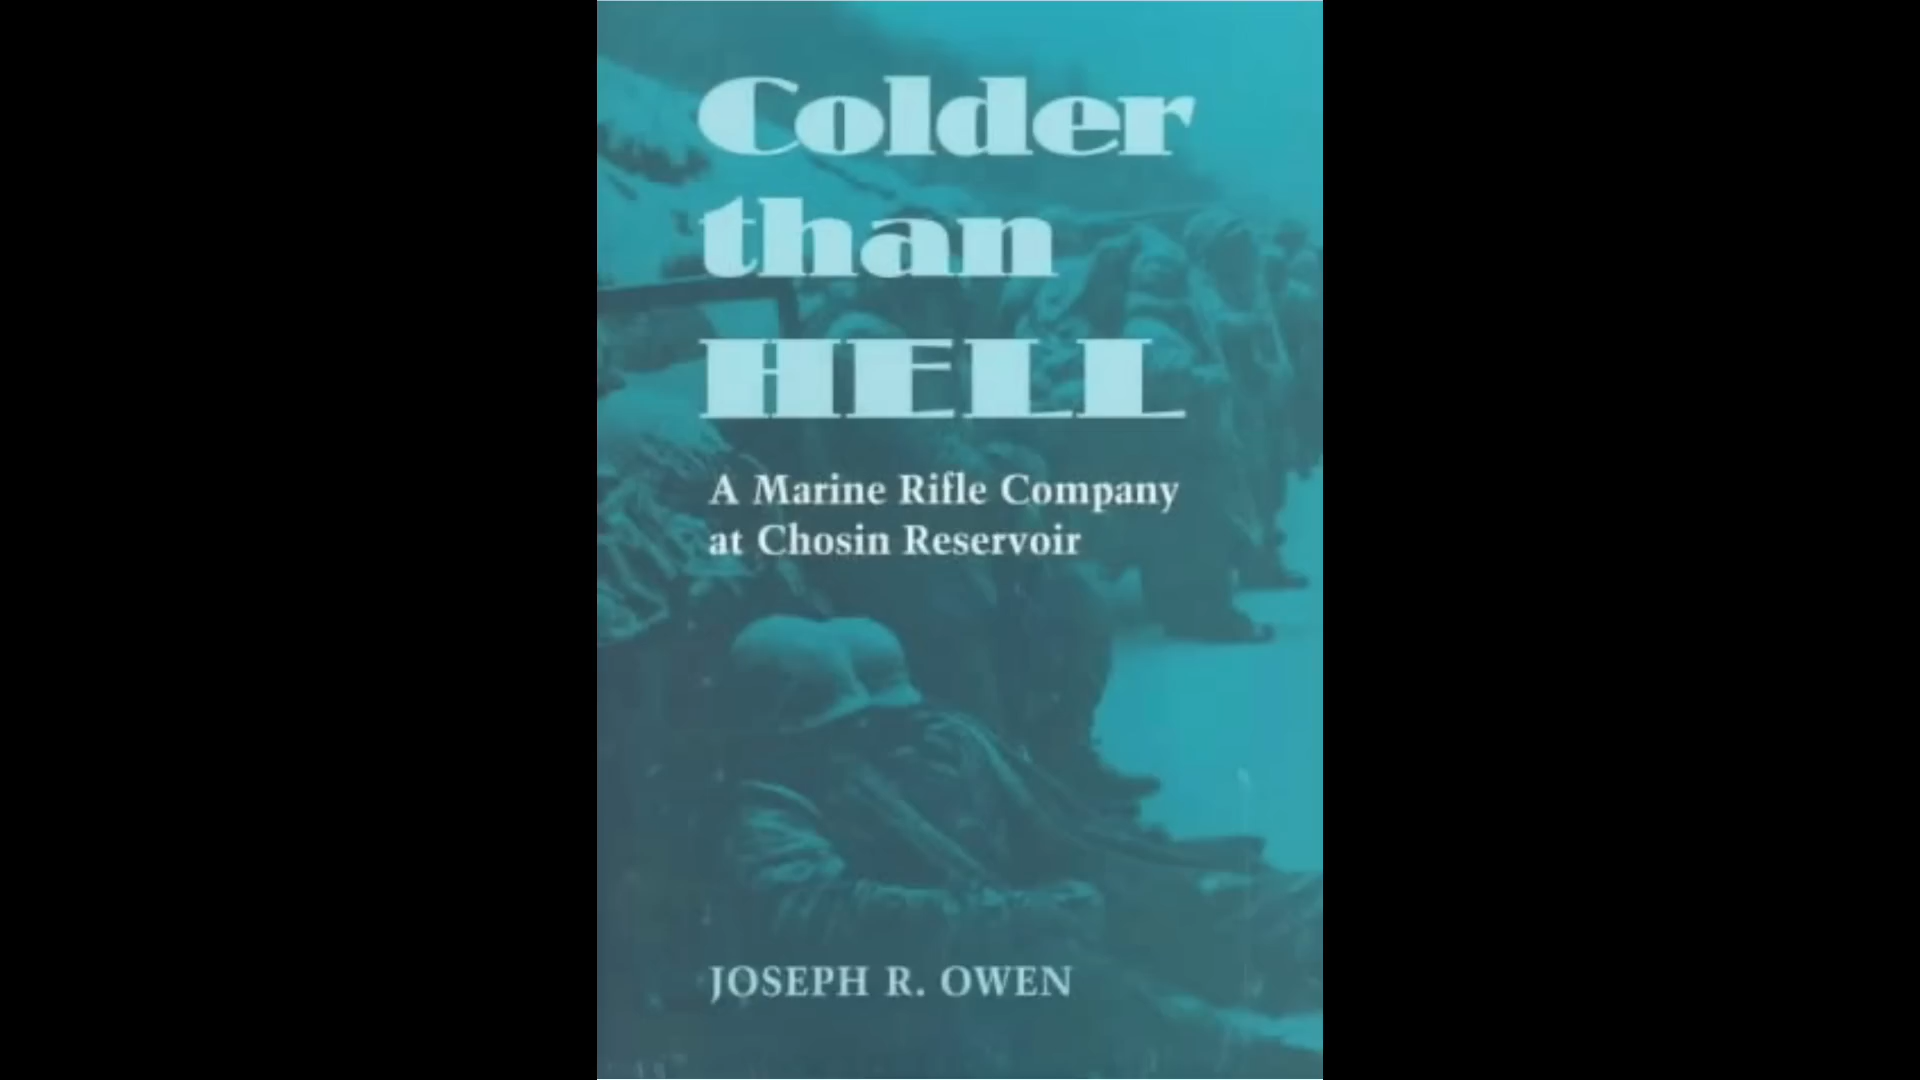 Colder
than
HELL
A Marine Rifle Company
at Chosin Reservoir
JOSEPH R. OWEN